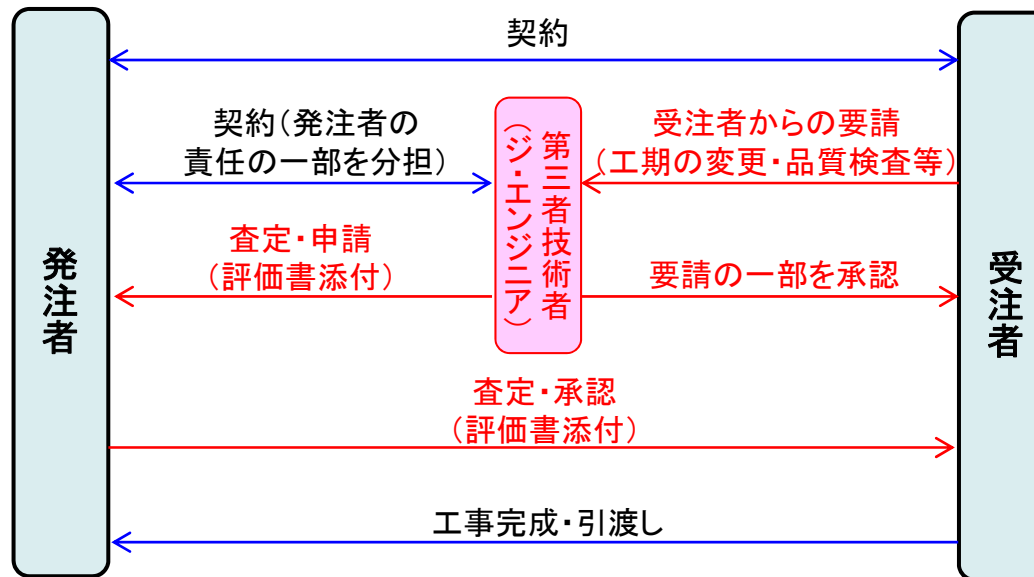 契約
契約（発注者の
責任の一部を分担）
第三者技術者
（ジ・エンジニア）
受注者からの要請
（工期の変更・品質検査等）
査定・申請
（評価書添付）
要請の一部を承認
発注者
受注者
査定・承認
（評価書添付）
工事完成・引渡し